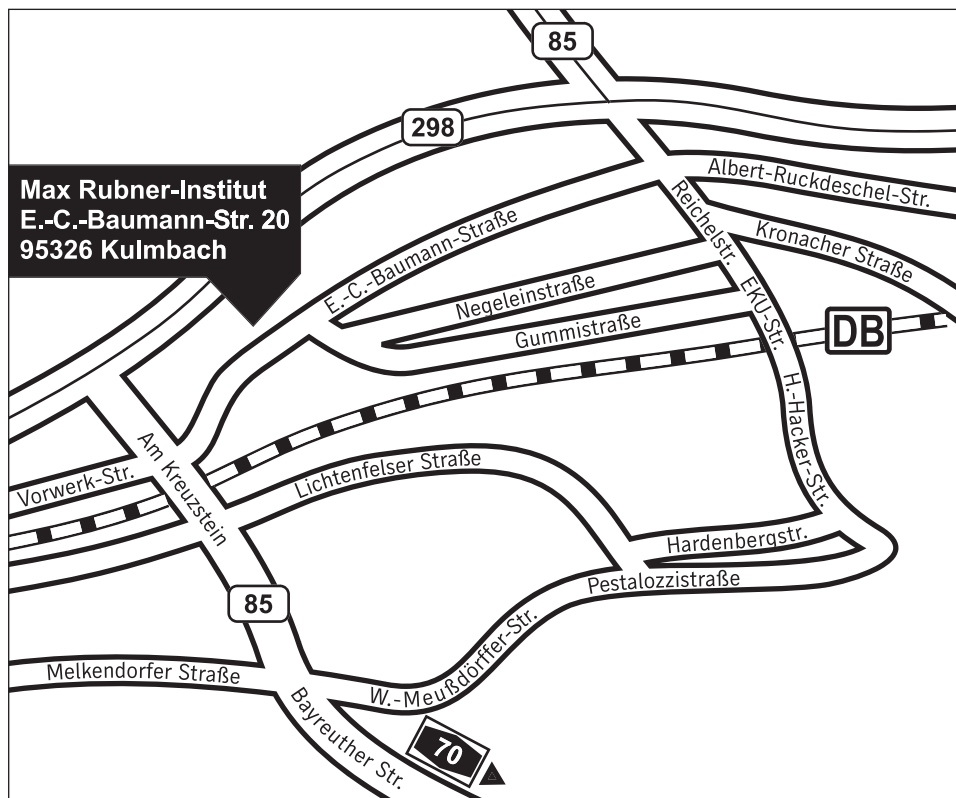 85
298
Max Rubner-Institut
E.-C.-Baumann-Str. 20
95326 Kulmbach
Albert-Ruckdeschel-Str.
Reichelstr.
Kronacher Straße
E.-C.-Baumann-Straße
Negeleinstraße
EKU-Str.
Gummistraße
DB
H.-Hacker-Str.
Am Kreuzstein
Vorwerk-Str.
Lichtenfelser Straße
Hardenbergstr.
Pestalozzistraße
85
W.-Meußdörffer-Str.
Melkendorfer Straße
Bayreuther Str.
70